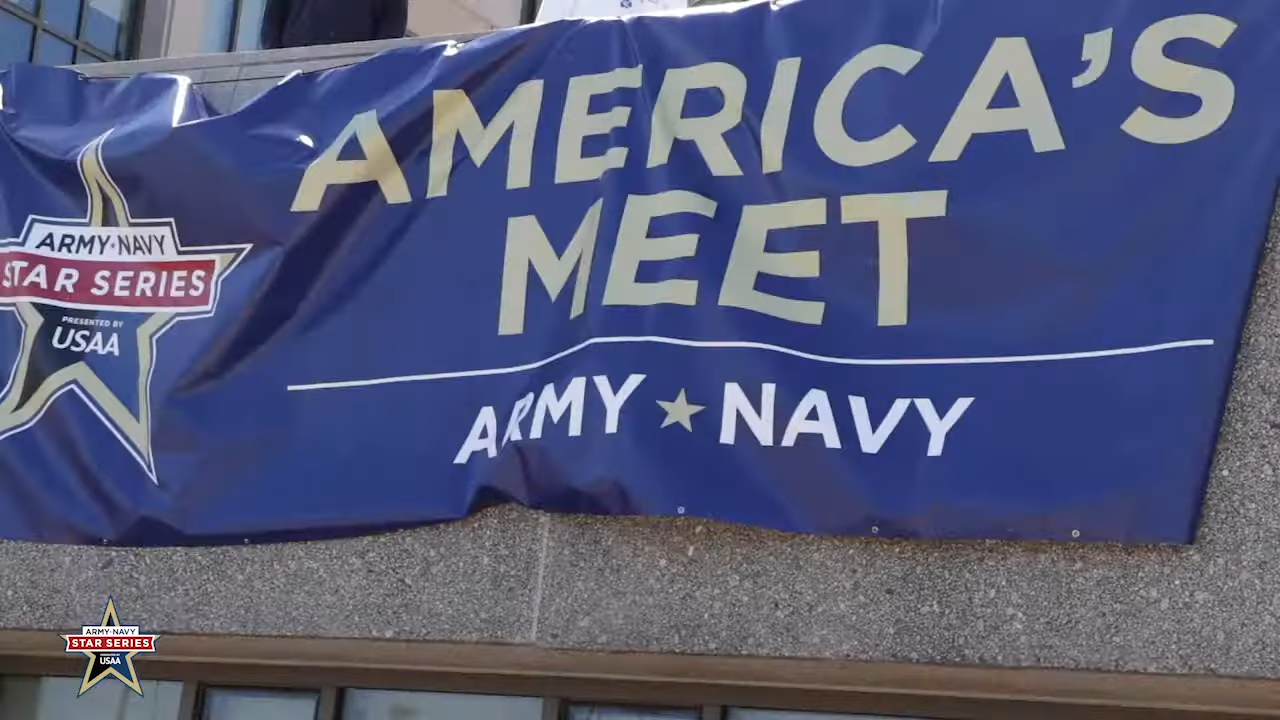 AMERICA'S
MEET
ARMY ★ NAVY
ARMY·NAVY
STAR SERIES
PRESENTED BY
USAA
ARMY·NAVY
STAR SERIES
USAA